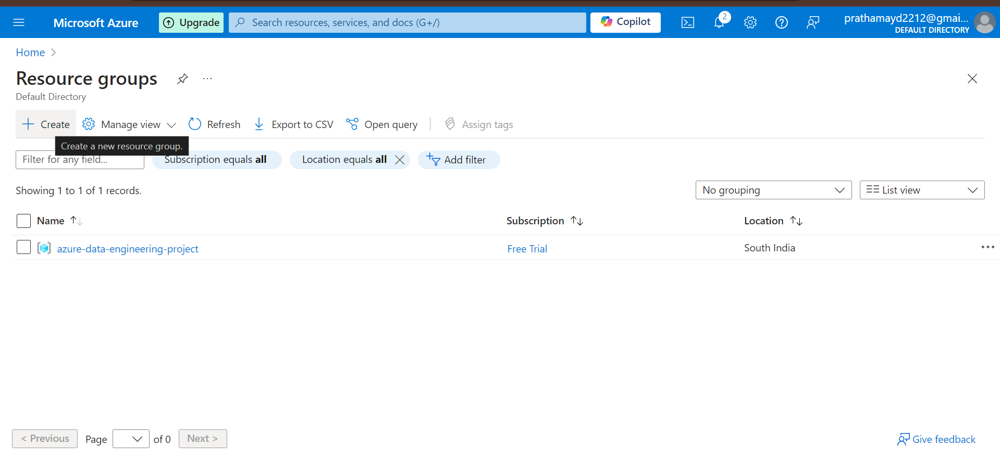 Microsoft Azure Upgrade Search resources, services, and docs (G+/) Copilot 2 prathamayd2212@gmai...
DEFAULT DIRECTORY
Home >
Resource groups ...
Default Directory
+ Create Manage view Refresh Export to CSV Open query Assign tags
Create a new resource group.
Filter for any field... Subscription equals all Location equals all Add filter
Showing 1 to 1 of 1 records. No grouping List view
Name Subscription Location
azure-data-engineering-project Free Trial South India
< Previous Page of 0 Next > Give feedback